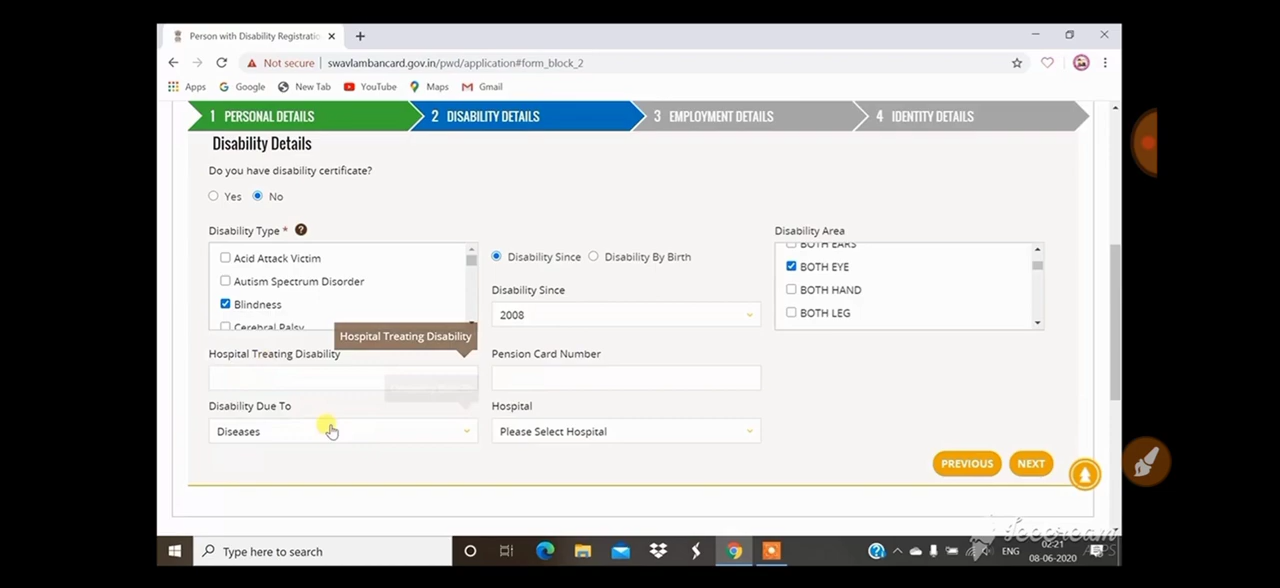 Person with Disability Registratio
Not secure | swavlambancard.gov.in/pwd/application#form_block_2
Apps Google New Tab YouTube Maps Gmail
1 PERSONAL DETAILS 2 DISABILITY DETAILS 3 EMPLOYMENT DETAILS 4 IDENTITY DETAILS
Disability Details
Do you have disability certificate?
Yes No
Disability Type * ? Disability Area
Acid Attack Victim Disability Since Disability By Birth BOTH EARS
Autism Spectrum Disorder BOTH EYE
Blindness Disability Since BOTH HAND
Cerebral Palsy 2008 BOTH LEG
Hospital Treating Disability
Hospital Treating Disability Pension Card Number
Disability Due To Hospital
Diseases Please Select Hospital
PREVIOUS NEXT
Type here to search ENG 02:21
08-06-2020
APPS